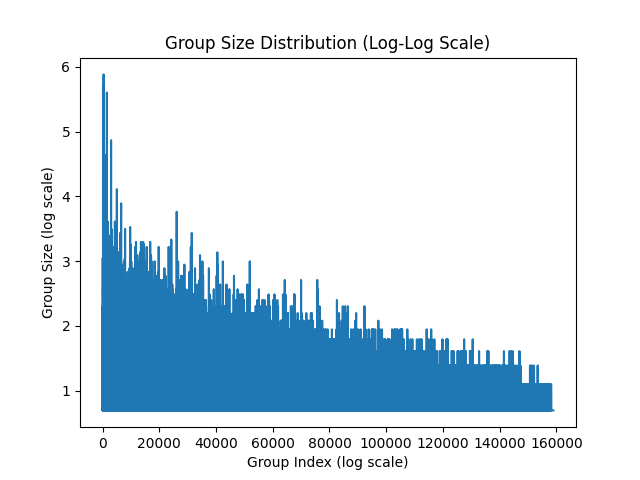 Group Size Distribution (Log-Log Scale)
6
5
4
3
2
1
Group Size (log scale)
0 20000 40000 60000 80000 100000 120000 140000 160000
Group Index (log scale)